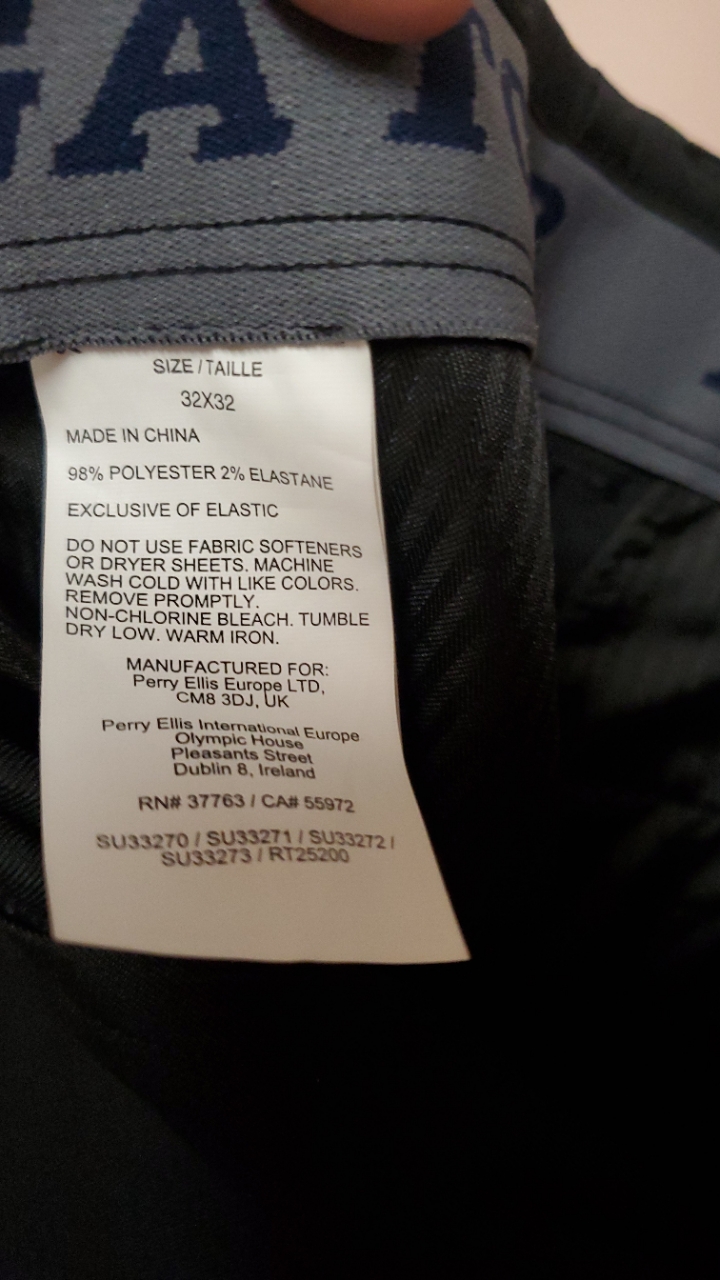 SIZE / TAILLE
32X32
MADE IN CHINA
98% POLYESTER 2% ELASTANE
EXCLUSIVE OF ELASTIC
DO NOT USE FABRIC SOFTENERS
OR DRYER SHEETS. MACHINE
WASH COLD WITH LIKE COLORS.
REMOVE PROMPTLY.
NON-CHLORINE BLEACH. TUMBLE
DRY LOW. WARM IRON.
MANUFACTURED FOR:
Perry Ellis Europe LTD,
CM8 3DJ, UK
Perry Ellis International Europe
Olympic House
Pleasants Street
Dublin 8, Ireland
RN# 37763 / CA# 55972
SU33270 / SU33271 / SU33272 /
SU33273 / RT25200